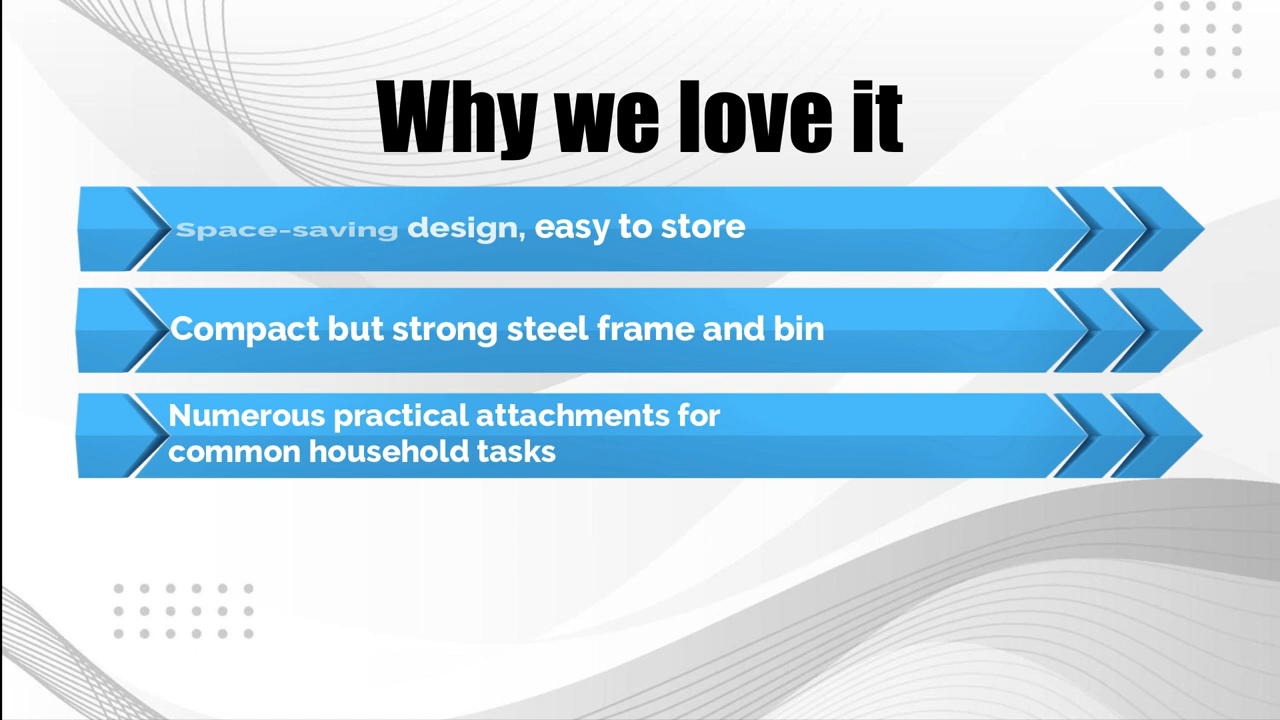 Why we love it
Space-saving design, easy to store
Compact but strong steel frame and bin
Numerous practical attachments for
common household tasks